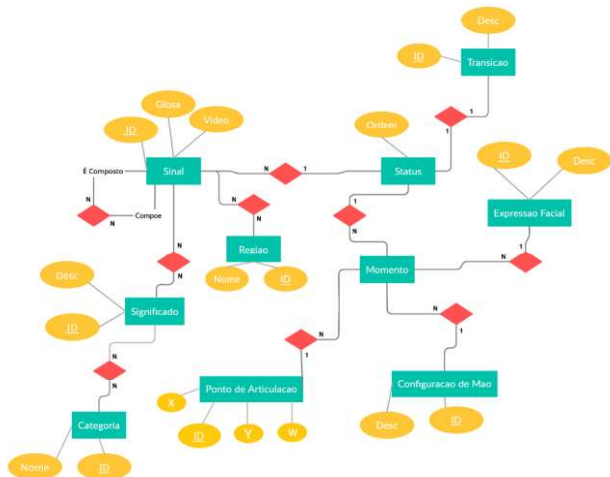 Desc
ID
Transicao
1
1
Glosa
ID
Video
Ordem
É Composto
Sinal
N
1
Status
ID
Desc
Expressao Facial
N
N
Compoe
N
N
1
N
1
N
Regiao
Nome
ID
Momento
N
N
Desc
ID
Significado
N
1
N
1
N
N
Ponto de Articulacao
X
ID
Y
W
Configuracao de Mao
Desc
ID
Categoria
Nome
ID